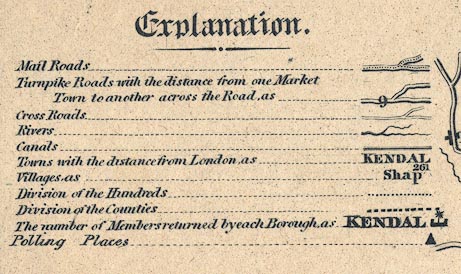 Explanation.
Mail Roads
Turnpike Roads with the distance from one Market
Town to another across the Road, as 9
Cross Roads
Rivers
Canals
Towns with the distance from London, as KENDAL 261
Villages, as Shap
Division of the Hundreds
Division of the Counties
The number of Members returned by each Borough, as KENDAL
Polling Places